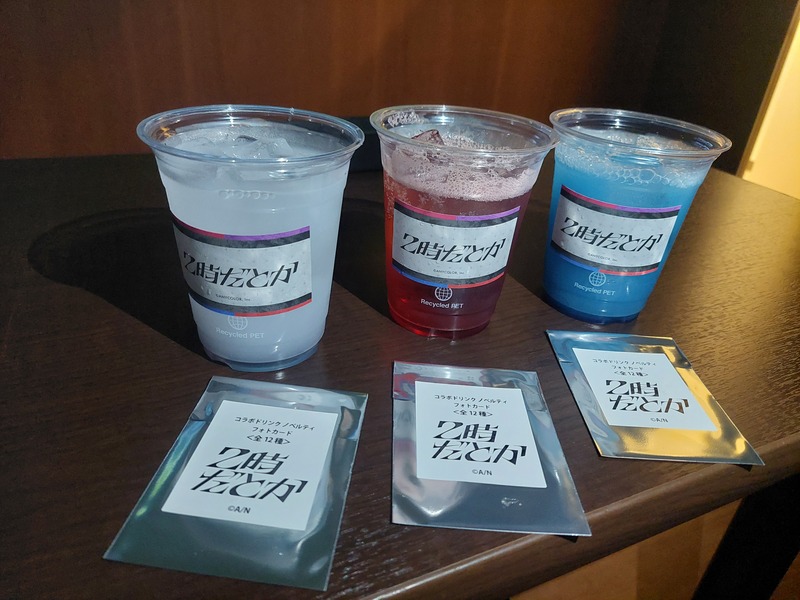 2時だとか
Recycled PET
2時だとか
Recycled PET
2時だとか
Recycled PET
コラボドリンク ノベルティ
フォトカード
<全12種>
2時
だとか
©A/N
コラボドリンク ノベルティ
フォトカード
<全12種>
2時
だとか
©A/N
コラボドリンク ノベルティ
フォトカード
<全12種>
2時
だとか
©A/N